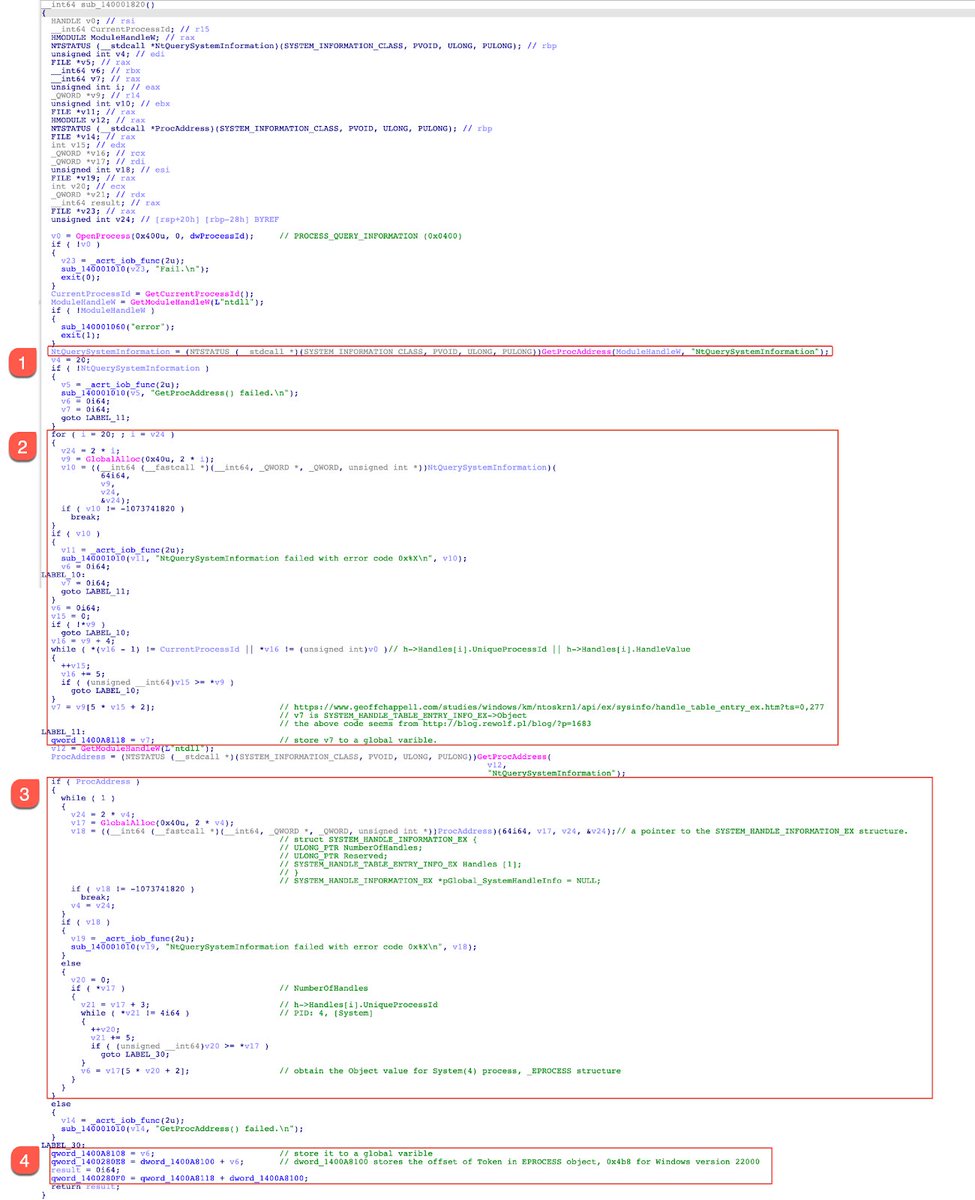 __int64 sub_140001820()
{
HANDLE v0; // rsi
__int64 CurrentProcessId; // r15
HMODULE ModuleHandleW; // rax
NTSTATUS (__stdcall *NtQuerySystemInformation)(SYSTEM_INFORMATION_CLASS, PVOID, ULONG, PULONG); // rbp
unsigned int v4; // edi
FILE *v5; // rax
__int64 v6; // rbx
__int64 v7; // rax
unsigned int i; // eax
_QWORD *v9; // r14
unsigned int v10; // ebx
FILE *v11; // rax
HMODULE v12; // rax
NTSTATUS (__stdcall *ProcAddress)(SYSTEM_INFORMATION_CLASS, PVOID, ULONG, PULONG); // rbp
FILE *v14; // rax
int v15; // edx
_QWORD *v16; // rcx
_QWORD *v17; // rdi
unsigned int v18; // esi
FILE *v19; // rax
int v20; // ecx
_QWORD *v21; // rdx
__int64 result; // rax
FILE *v23; // rax
unsigned int v24; // [rsp+20h] [rbp-28h] BYREF
v0 = OpenProcess(0x400u, 0, dwProcessId); // PROCESS_QUERY_INFORMATION (0x0400)
if ( !v0 )
{
v23 = _acrt_iob_func(2u);
sub_140001010(v23, "Fail.\n");
exit(0);
}
CurrentProcessId = GetCurrentProcessId();
ModuleHandleW = GetModuleHandleW(L"ntdll");
if ( !ModuleHandleW )
{
sub_140001060("error");
exit(1);
}
1
NtQuerySystemInformation = (NTSTATUS (__stdcall *)(SYSTEM_INFORMATION_CLASS, PVOID, ULONG, PULONG))GetProcAddress(ModuleHandleW, "NtQuerySystemInformation");
v4 = 20;
if ( !NtQuerySystemInformation )
{
v5 = _acrt_iob_func(2u);
sub_140001010(v5, "GetProcAddress() failed.\n");
v6 = 0i64;
v7 = 0i64;
goto LABEL_11;
}
2
for ( i = 20; ; i = v24 )
{
v24 = 2 * i;
v9 = GlobalAlloc(0x40u, 2 * i);
v10 = ((__int64 (__fastcall *)(__int64, _QWORD *, _QWORD, unsigned int *))NtQuerySystemInformation)(
64i64,
v9,
v24,
&v24);
if ( v10 != -1073741820 )
break;
}
if ( v10 )
{
v11 = _acrt_iob_func(2u);
sub_140001010(v11, "NtQuerySystemInformation failed with error code 0x%X\n", v10);
v6 = 0i64;
LABEL_10:
v7 = 0i64;
goto LABEL_11;
}
v6 = 0i64;
v15 = 0;
if ( !*v9 )
goto LABEL_10;
v16 = v9 + 4;
while ( *(v16 - 1) != CurrentProcessId || *v16 != (unsigned int)v0 )// h->Handles[i].UniqueProcessId || h->Handles[i].HandleValue
{
++v15;
v16 += 5;
if ( (unsigned __int64)v15 >= *v9 )
goto LABEL_10;
}
v7 = v9[5 * v15 + 2]; // https://www.geoffchappell.com/studies/windows/km/ntoskrnl/api/ex/sysinfo/handle_table_entry_ex.htm?ts=0,277
// v7 is SYSTEM_HANDLE_TABLE_ENTRY_INFO_EX->Object
// the above code seems from http://blog.rewolf.pl/blog/?p=1683
LABEL_11:
qword_1400A8118 = v7; // store v7 to a global varible.
v12 = GetModuleHandleW(L"ntdll");
ProcAddress = (NTSTATUS (__stdcall *)(SYSTEM_INFORMATION_CLASS, PVOID, ULONG, PULONG))GetProcAddress(
v12,
"NtQuerySystemInformation");
3
if ( ProcAddress )
{
while ( 1 )
{
v24 = 2 * v4;
v17 = GlobalAlloc(0x40u, 2 * v4);
v18 = ((__int64 (__fastcall *)(__int64, _QWORD *, _QWORD, unsigned int *))ProcAddress)(64i64, v17, v24, &v24);// a pointer to the SYSTEM_HANDLE_INFORMATION_EX structure.
// struct SYSTEM_HANDLE_INFORMATION_EX {
// ULONG_PTR NumberOfHandles;
// ULONG_PTR Reserved;
// SYSTEM_HANDLE_TABLE_ENTRY_INFO_EX Handles [1];
// }
// SYSTEM_HANDLE_INFORMATION_EX *pGlobal_SystemHandleInfo = NULL;
if ( v18 != -1073741820 )
break;
v4 = v24;
}
if ( v18 )
{
v19 = _acrt_iob_func(2u);
sub_140001010(v19, "NtQuerySystemInformation failed with error code 0x%X\n", v18);
}
else
{
v20 = 0;
if ( *v17 ) // NumberOfHandles
{
v21 = v17 + 3; // h->Handles[i].UniqueProcessId
while ( *v21 != 4i64 ) // PID: 4, [System]
{
++v20;
v21 += 5;
if ( (unsigned __int64)v20 >= *v17 )
goto LABEL_30;
}
v6 = v17[5 * v20 + 2]; // obtain the Object value for System(4) process, _EPROCESS structure
}
}
}
else
{
v14 = _acrt_iob_func(2u);
sub_140001010(v14, "GetProcAddress() failed.\n");
}
LABEL_30:
4
qword_1400A8108 = v6; // store it to a global varible
qword_1400280E8 = dword_1400A8100 + v6; // dword_1400A8100 stores the offset of Token in EPROCESS object, 0x4b8 for Windows version 22000
result = 0i64;
qword_1400280F0 = qword_1400A8118 + dword_1400A8100;
return result;
}